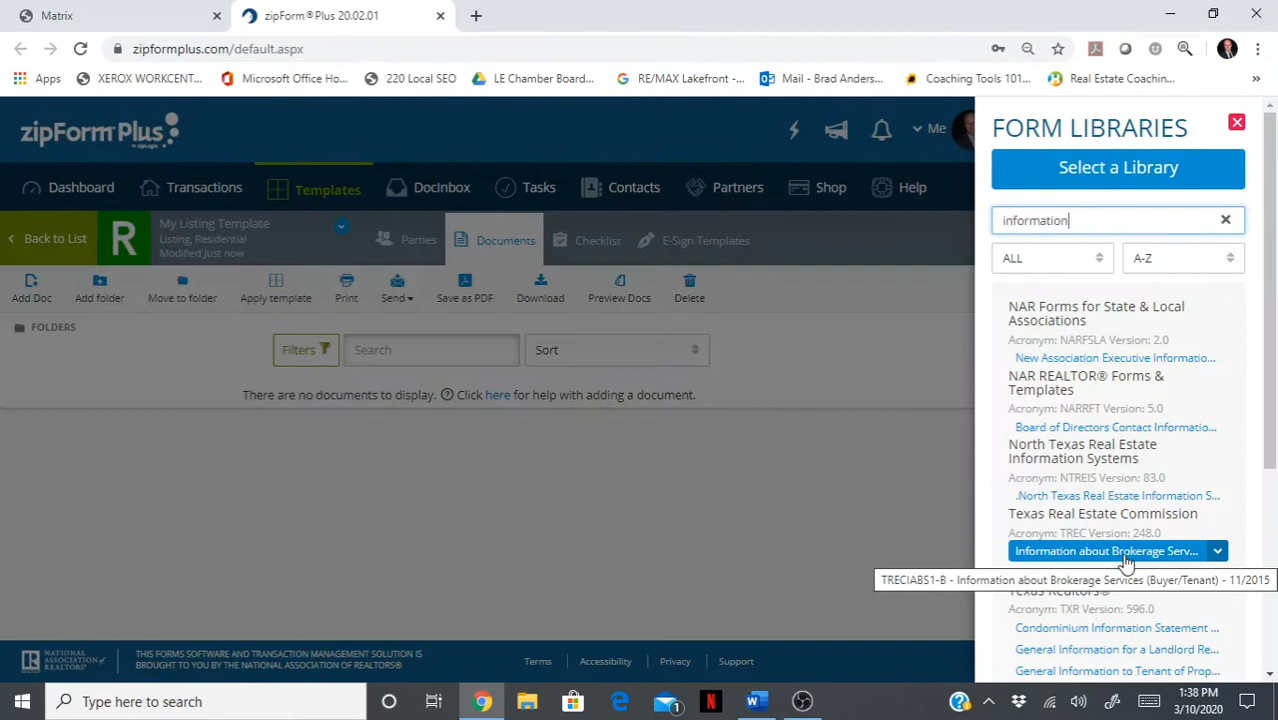 Matrix
zipForm®Plus 20.02.01
zipformplus.com/default.aspx
Apps
XEROX WORKCENT...
Microsoft Office Ho...
220 Local SEO
LE Chamber Board...
RE/MAX Lakefront -...
Mail - Brad Anders...
Coaching Tools 101...
Real Estate Coachin...
»
zipForm Plus
by zipLogix
Me
Dashboard
Transactions
Templates
DocInbox
Tasks
Contacts
Partners
Shop
Help
Back to List
R
My Listing Template
Listing, Residential
Modified Just now
Parties
Documents
Checklist
E-Sign Templates
Add Doc
Add folder
Move to folder
Apply template
Print
Send
Save as PDF
Download
Preview Docs
Delete
FOLDERS
Filters
Search
Sort
There are no documents to display. ? Click here for help with adding a document.
FORM LIBRARIES
Select a Library
information
ALL
A-Z
NAR Forms for State & Local
Associations
Acronym: NARFSLA Version: 2.0
New Association Executive Informatio...
NAR REALTOR® Forms &
Templates
Acronym: NARRFT Version: 5.0
Board of Directors Contact Informatio...
North Texas Real Estate
Information Systems
Acronym: NTREIS Version: 83.0
.North Texas Real Estate Information S...
Texas Real Estate Commission
Acronym: TREC Version: 248.0
Information about Brokerage Serv...
TRECIABS1-B - Information about Brokerage Services (Buyer/Tenant) - 11/2015
Texas Realtors®
Acronym: TXR Version: 596.0
Condominium Information Statement ...
General Information for a Landlord Re...
General Information to Tenant of Prop...
NATIONAL
ASSOCIATION of
REALTORS®
THIS FORMS SOFTWARE AND TRANSACTION MANAGEMENT SOLUTION IS
BROUGHT TO YOU BY THE NATIONAL ASSOCIATION OF REALTORS®
Terms
Accessibility
Privacy
Support
Type here to search
1
1:38 PM
3/10/2020